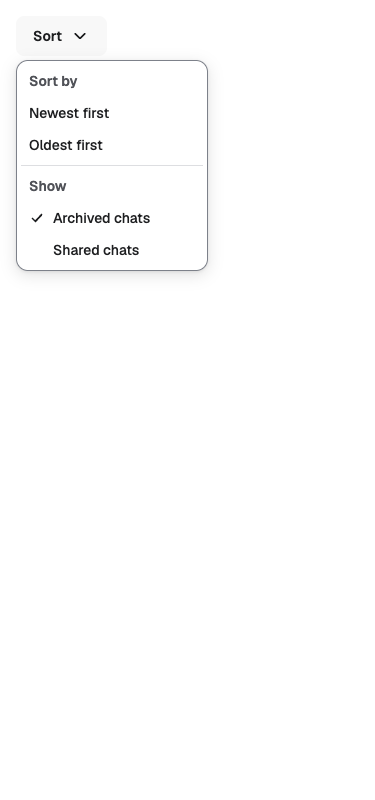 Sort
Sort by
Newest first
Oldest first
Show
Archived chats
Shared chats